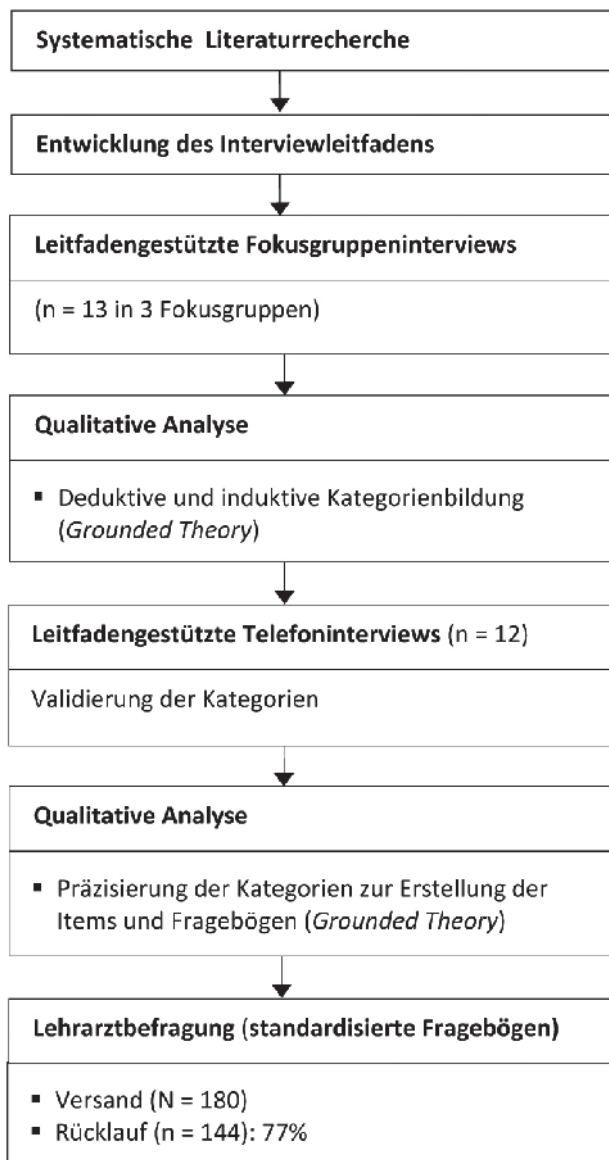 Systematische Literaturrecherche
Entwicklung des Interviewleitfadens
Leitfadengestützte Fokusgruppeninterviews
(n = 13 in 3 Fokusgruppen)
Qualitative Analyse
▪ Deduktive und induktive Kategorienbildung
(Grounded Theory)
Leitfadengestützte Telefoninterviews (n = 12)
Validierung der Kategorien
Qualitative Analyse
▪ Präzisierung der Kategorien zur Erstellung der
Items und Fragebögen (Grounded Theory)
Lehrarztbefragung (standardisierte Fragebögen)
▪ Versand (N = 180)
▪ Rücklauf (n = 144): 77%